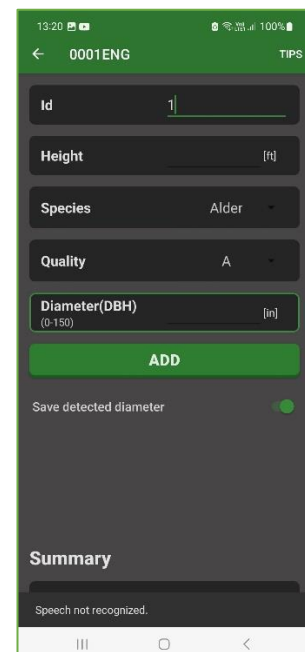 13:20 100%
0001ENG TIPS
Id 1
Height [ft]
Species Alder
Quality A
Diameter(DBH) [in]
(0-150)
ADD
Save detected diameter
Summary
Speech not recognized.